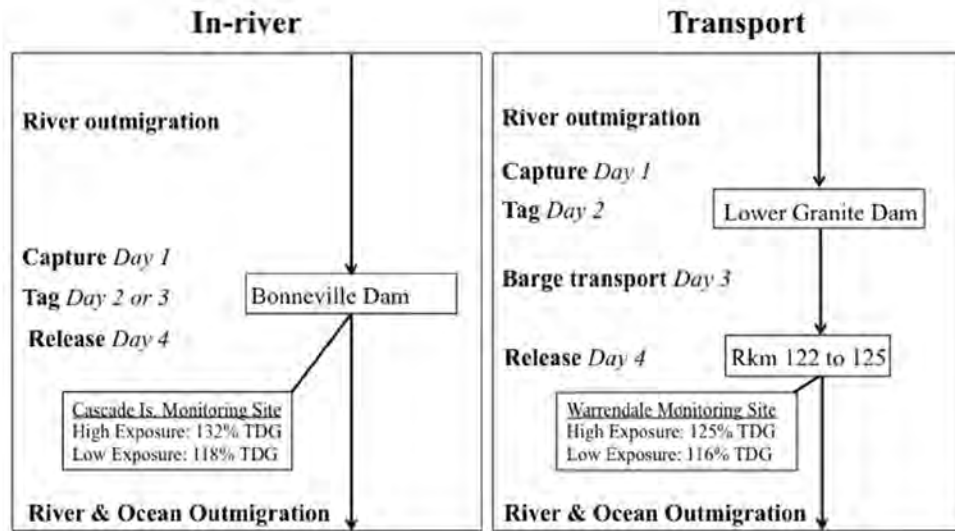 In-river
River outmigration
Capture Day 1
Tag Day 2 or 3
Bonneville Dam
Release Day 4
Cascade Is. Monitoring Site
High Exposure: 132% TDG
Low Exposure: 118% TDG
River & Ocean Outmigration
Transport
River outmigration
Capture Day 1
Tag Day 2
Lower Granite Dam
Barge transport Day 3
Release Day 4
Rkm 122 to 125
Warrendale Monitoring Site
High Exposure: 125% TDG
Low Exposure: 116% TDG
River & Ocean Outmigration